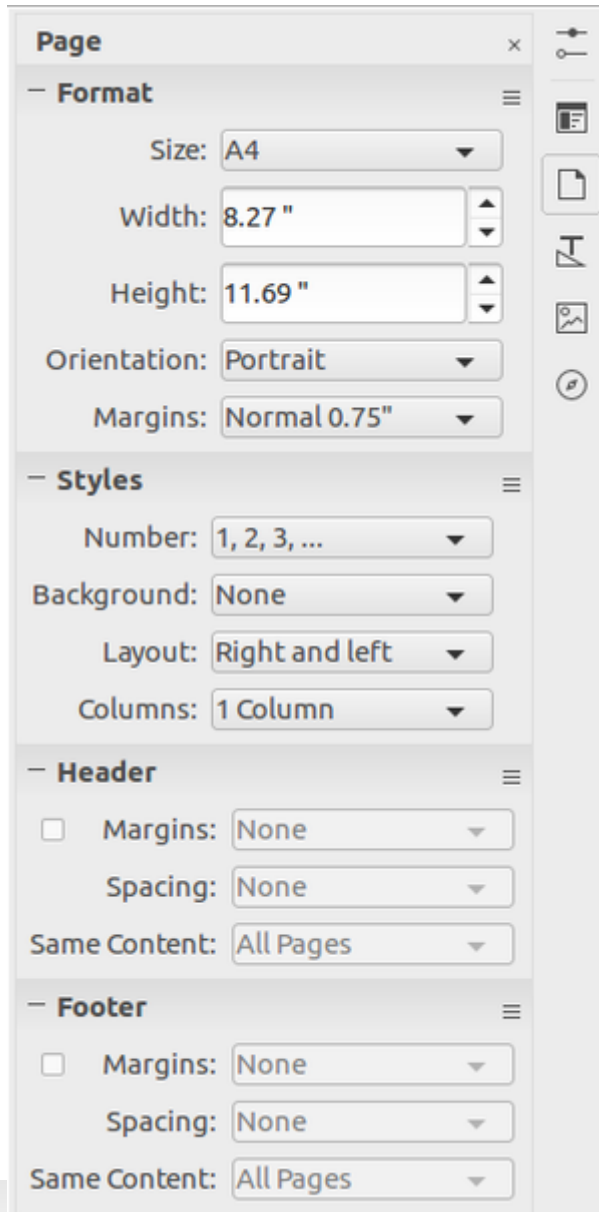 Page
Format
Size: A4
Width: 8.27 "
Height: 11.69 "
Orientation: Portrait
Margins: Normal 0.75"
Styles
Number: 1, 2, 3, ...
Background: None
Layout: Right and left
Columns: 1 Column
Header
Margins: None
Spacing: None
Same Content: All Pages
Footer
Margins: None
Spacing: None
Same Content: All Pages